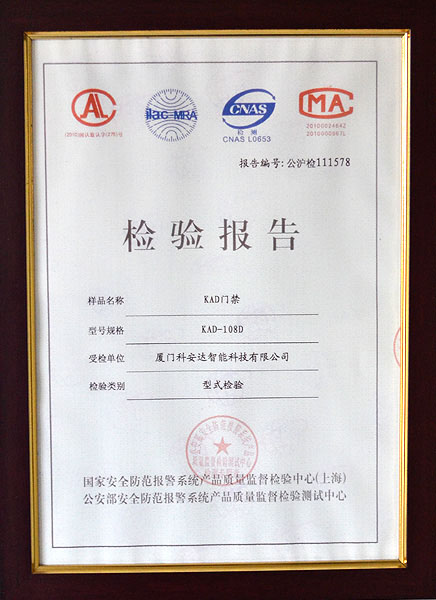 AL
ilac-MRA
CNAS
检 测
CNAS L0653
MA
报告编号: 公沪检111578
检验报告
样品名称 KAD门禁
型号规格 KAD-108D
受检单位 厦门科安达智能科技有限公司
检验类别 型式检验
国家安全防范报警系统产品质量监督检验中心(上海)
公安部安全防范报警系统产品质量监督检验测试中心